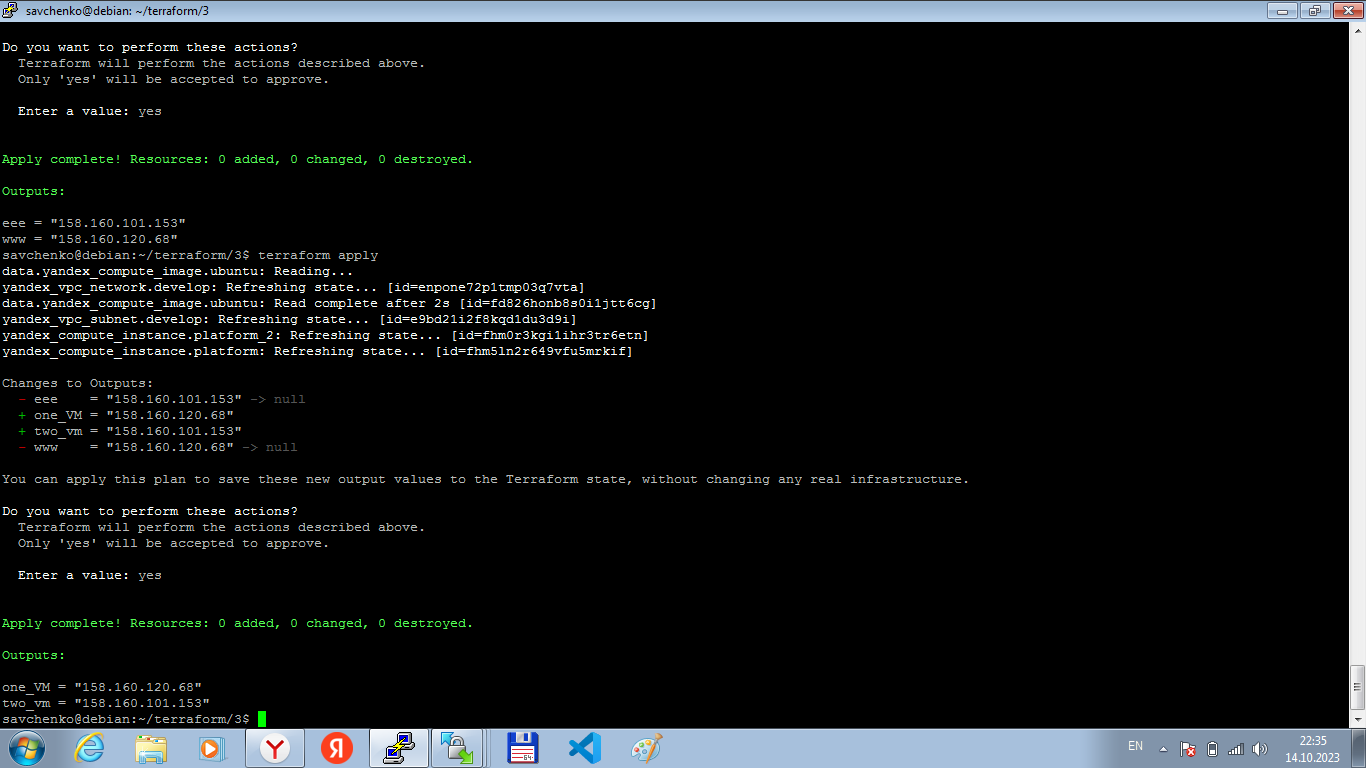 savchenko@debian: ~/terraform/3
Do you want to perform these actions?
  Terraform will perform the actions described above.
  Only 'yes' will be accepted to approve.
  Enter a value: yes
Apply complete! Resources: 0 added, 0 changed, 0 destroyed.
Outputs:
eee = "158.160.101.153"
www = "158.160.120.68"
savchenko@debian:~/terraform/3$ terraform apply
data.yandex_compute_image.ubuntu: Reading...
yandex_vpc_network.develop: Refreshing state... [id=enpone72p1tmp03q7vta]
data.yandex_compute_image.ubuntu: Read complete after 2s [id=fd826honb8s0i1jtt6cg]
yandex_vpc_subnet.develop: Refreshing state... [id=e9bd21i2f8kqd1du3d9i]
yandex_compute_instance.platform_2: Refreshing state... [id=fhm0r3kgi1ihr3tr6etn]
yandex_compute_instance.platform: Refreshing state... [id=fhm5ln2r649vfu5mrkif]
Changes to Outputs:
  - eee    = "158.160.101.153" -> null
  + one_VM = "158.160.120.68"
  + two_vm = "158.160.101.153"
  - www    = "158.160.120.68" -> null
You can apply this plan to save these new output values to the Terraform state, without changing any real infrastructure.
Do you want to perform these actions?
  Terraform will perform the actions described above.
  Only 'yes' will be accepted to approve.
  Enter a value: yes
Apply complete! Resources: 0 added, 0 changed, 0 destroyed.
Outputs:
one_VM = "158.160.120.68"
two_vm = "158.160.101.153"
savchenko@debian:~/terraform/3$
Y
Я
64
EN
22:35
14.10.2023